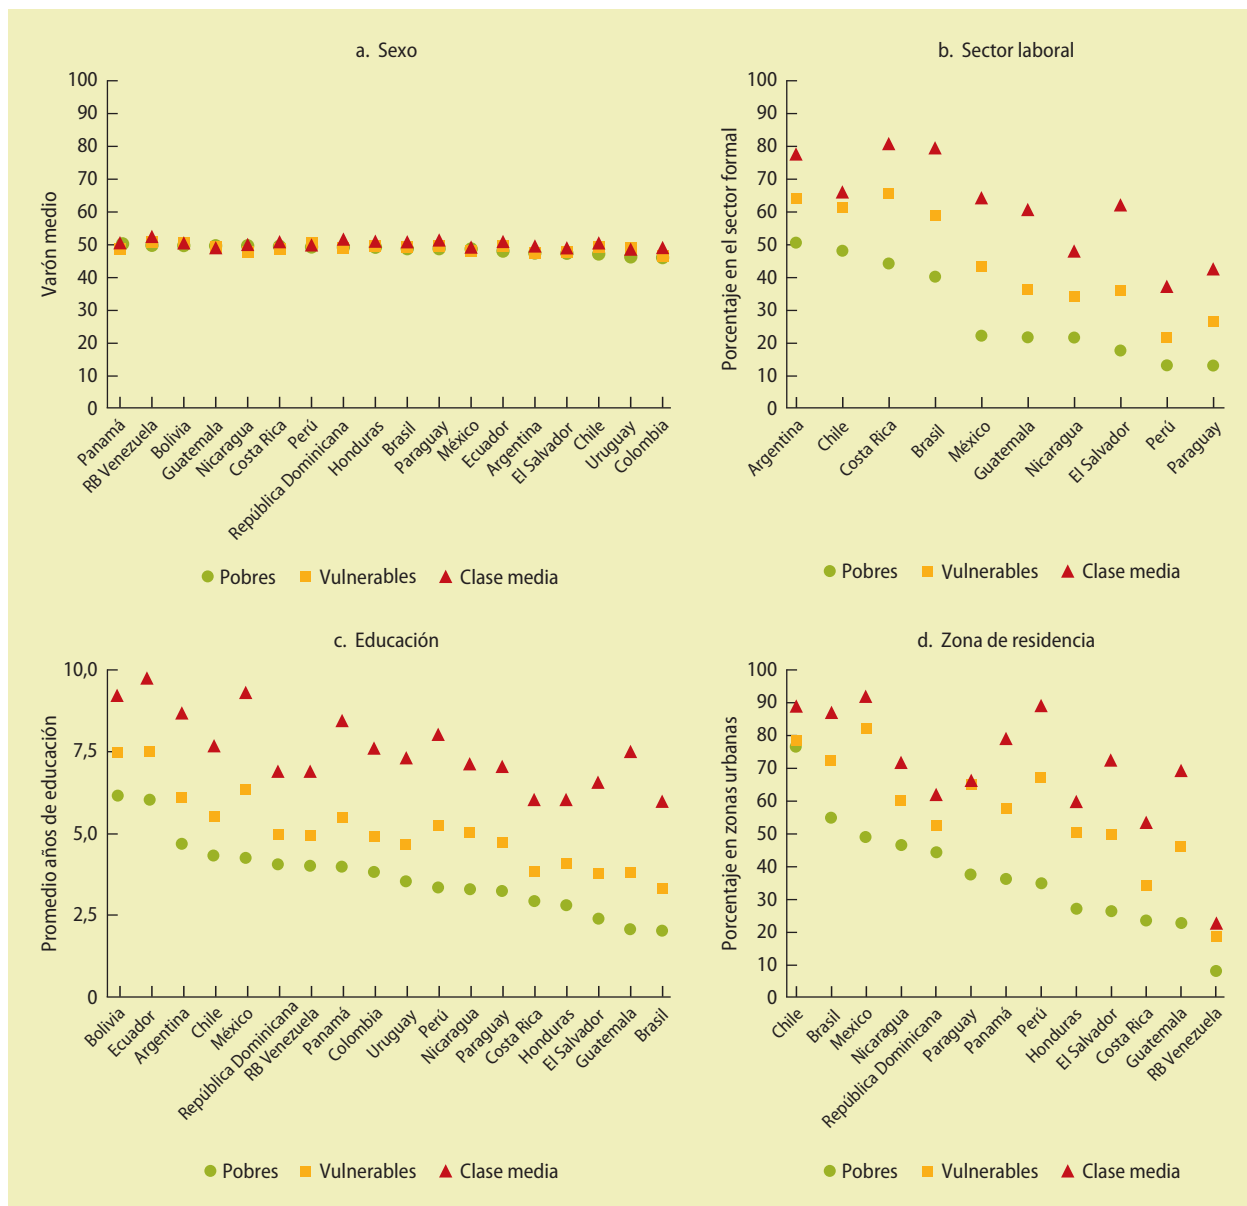 a. Sexo
Varón medio
100
90
80
70
60
50
40
30
20
10
0
Panamá
RB Venezuela
Bolivia
Guatemala
Nicaragua
Costa Rica
Perú
República Dominicana
Honduras
Brasil
Paraguay
México
Ecuador
Argentina
El Salvador
Chile
Uruguay
Colombia
Pobres Vulnerables Clase media
b. Sector laboral
Porcentaje en el sector formal
100
90
80
70
60
50
40
30
20
10
0
Argentina
Chile
Costa Rica
Brasil
México
Guatemala
Nicaragua
El Salvador
Perú
Paraguay
Pobres Vulnerables Clase media
c. Educación
Promedio años de educación
10,0
7,5
5,0
2,5
0
Bolivia
Ecuador
Argentina
Chile
México
República Dominicana
RB Venezuela
Panamá
Colombia
Uruguay
Perú
Nicaragua
Paraguay
Costa Rica
Honduras
El Salvador
Guatemala
Brasil
Pobres Vulnerables Clase media
d. Zona de residencia
Porcentaje en zonas urbanas
100
90
80
70
60
50
40
30
20
10
0
Chile
Brasil
Mexico
Nicaragua
República Dominicana
Paraguay
Panamá
Perú
Honduras
El Salvador
Costa Rica
Guatemala
RB Venezuela
Pobres Vulnerables Clase media